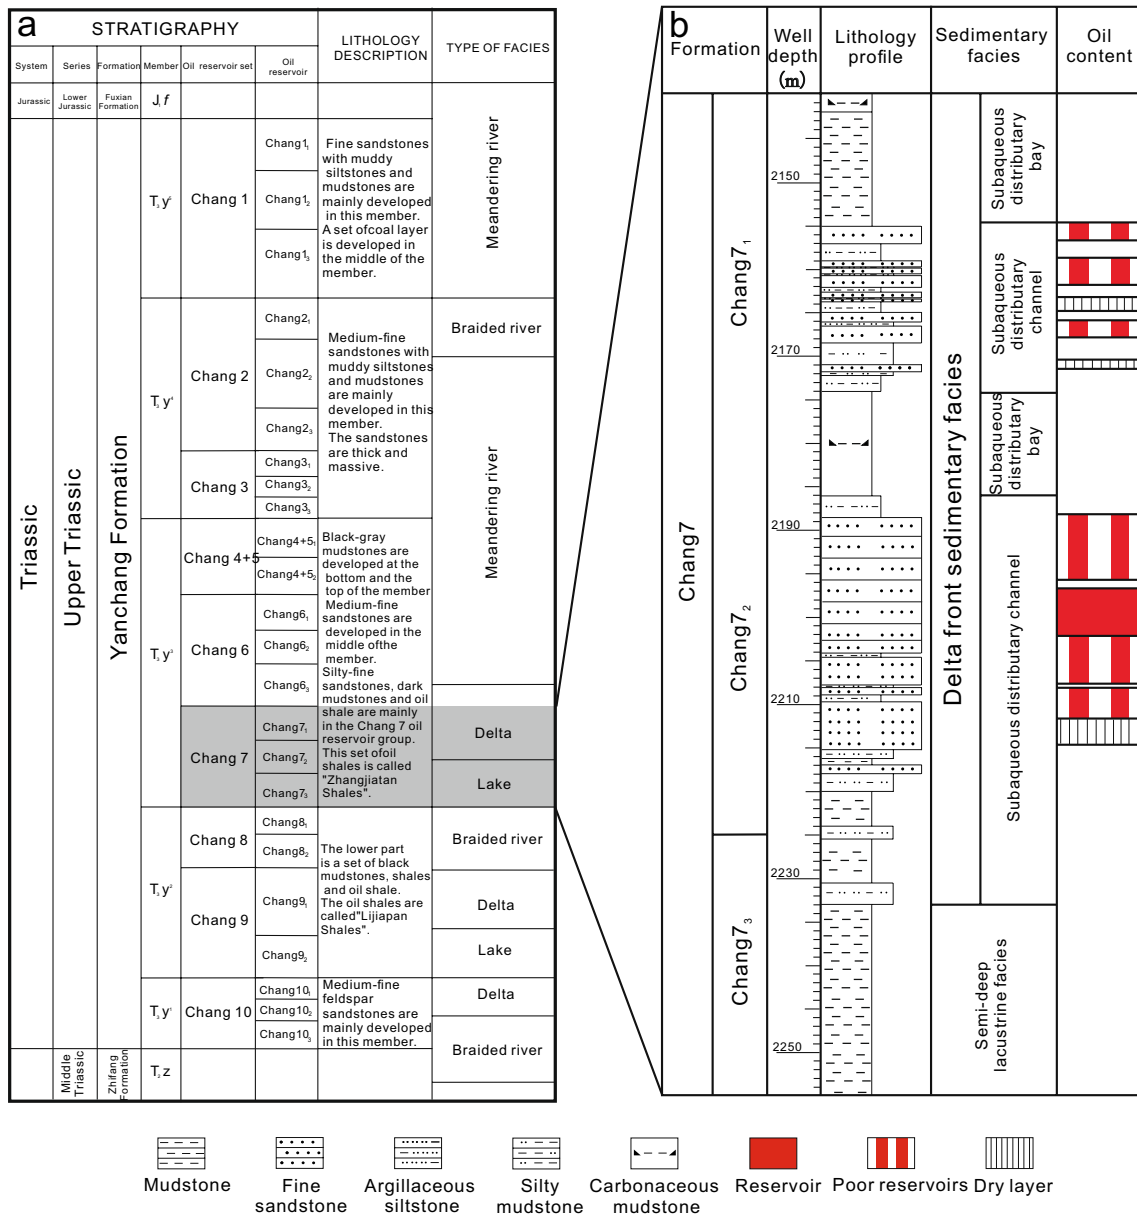 a
STRATIGRAPHY
LITHOLOGY
DESCRIPTION
TYPE OF FACIES
System
Series
Formation
Member
Oil reservoir set
Oil
reservoir
Jurassic
Lower
Jurassic
Fuxian
Formation
J₁f
Triassic
Upper Triassic
Yanchang Formation
T₃y⁵
Chang 1
Chang1₁
Chang1₂
Chang1₃
Fine sandstones
with muddy
siltstones and
mudstones are
mainly developed
in this member.
A set ofcoal layer
is developed in
the middle of the
member.
Meandering river
T₃y⁴
Chang 2
Chang2₁
Chang2₂
Chang2₃
Chang 3
Chang3₁
Chang3₂
Chang3₃
Medium-fine
sandstones with
muddy siltstones
and mudstones
are mainly
developed in this
member.
The sandstones
are thick and
massive.
Braided river
Meandering river
T₃y³
Chang 4+5
Chang4+5₁
Chang4+5₂
Chang 6
Chang6₁
Chang6₂
Chang6₃
Chang 7
Chang7₁
Chang7₂
Chang7₃
Black-gray
mudstones are
developed at the
bottom and the
top of the member
Medium-fine
sandstones are
developed in the
middle ofthe
member.
Silty-fine
sandstones, dark
mudstones and oil
shale are mainly
in the Chang 7 oil
reservoir group.
This set ofoil
shales is called
"Zhangjiatan
Shales".
Delta
Lake
T₃y²
Chang 8
Chang8₁
Chang8₂
Chang 9
Chang9₁
Chang9₂
The lower part
is a set of black
mudstones, shales
and oil shale.
The oil shales are
called"Lijiapan
Shales".
Braided river
Delta
Lake
T₃y¹
Chang 10
Chang10₁
Chang10₂
Chang10₃
Medium-fine
feldspar
sandstones are
mainly developed
in this member.
Delta
Braided river
Middle
Triassic
Zhifang
Formation
T₂z
b
Formation
Well
depth
(m)
Lithology
profile
Sedimentary
facies
Oil
content
Chang7
Chang7₁
Chang7₂
Chang7₃
2150
2170
2190
2210
2230
2250
Delta front sedimentary facies
Subaqueous
distributary
bay
Subaqueous
distributary
channel
Subaqueous
distributary
bay
Subaqueous distributary channel
Semi-deep
lacustrine facies
Mudstone
Fine
sandstone
Argillaceous
siltstone
Silty
mudstone
Carbonaceous
mudstone
Reservoir
Poor reservoirs
Dry layer